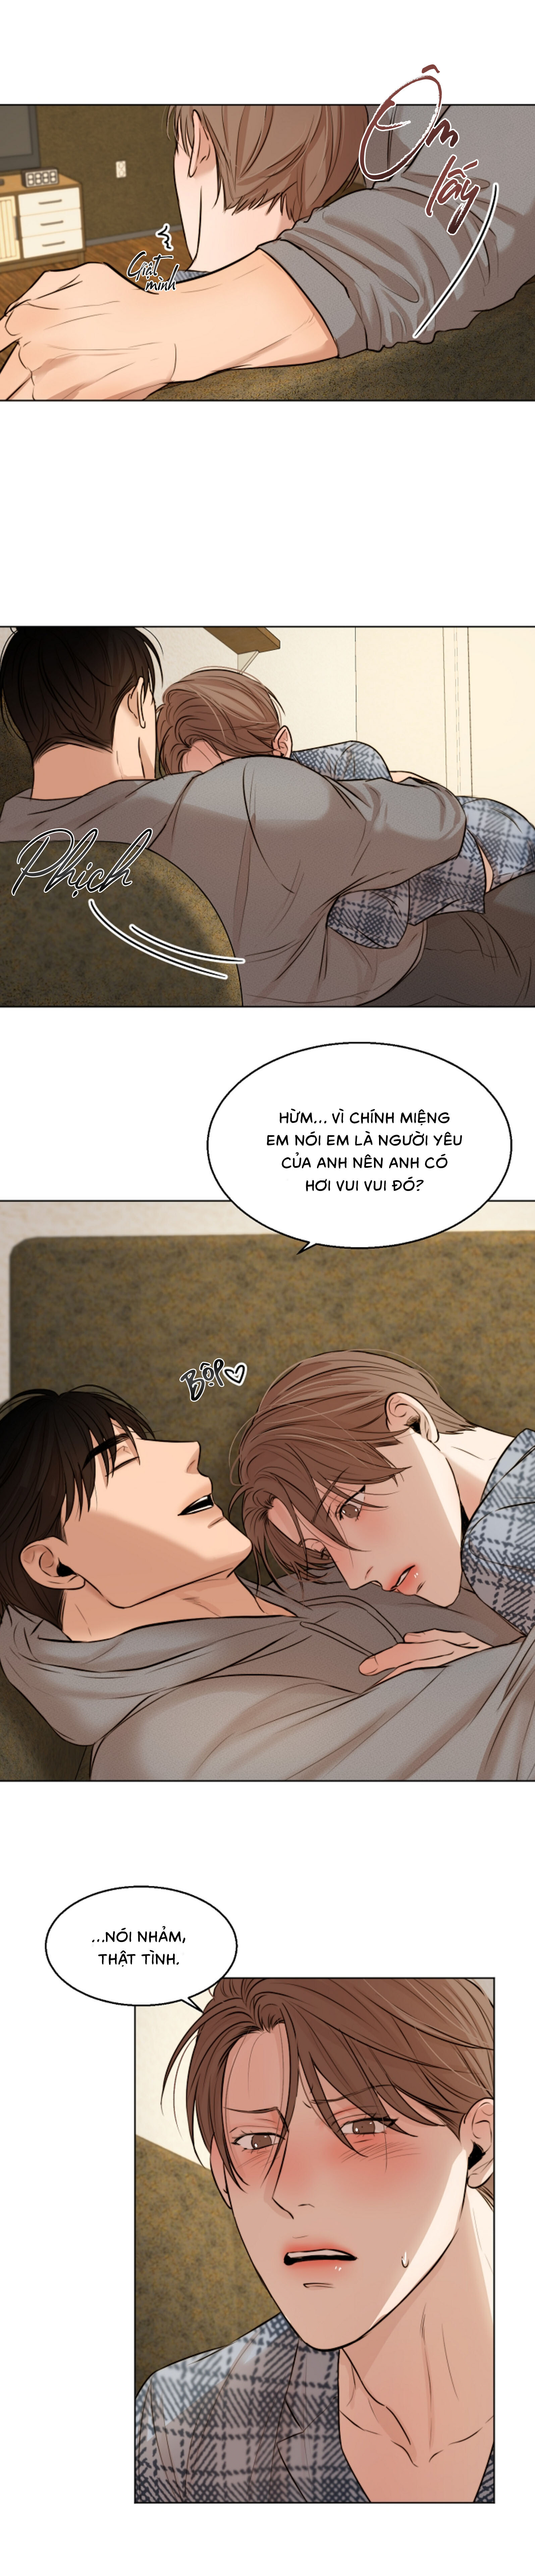 Ôm
lấy
Giật
mình
Phịch
HỪM... VÌ CHÍNH MIỆNG
EM NÓI EM LÀ NGƯỜI YÊU
CỦA ANH NÊN ANH CÓ
HƠI VUI VUI ĐÓ?
BỘP♡
...NÓI NHẢM,
THẬT TÌNH.